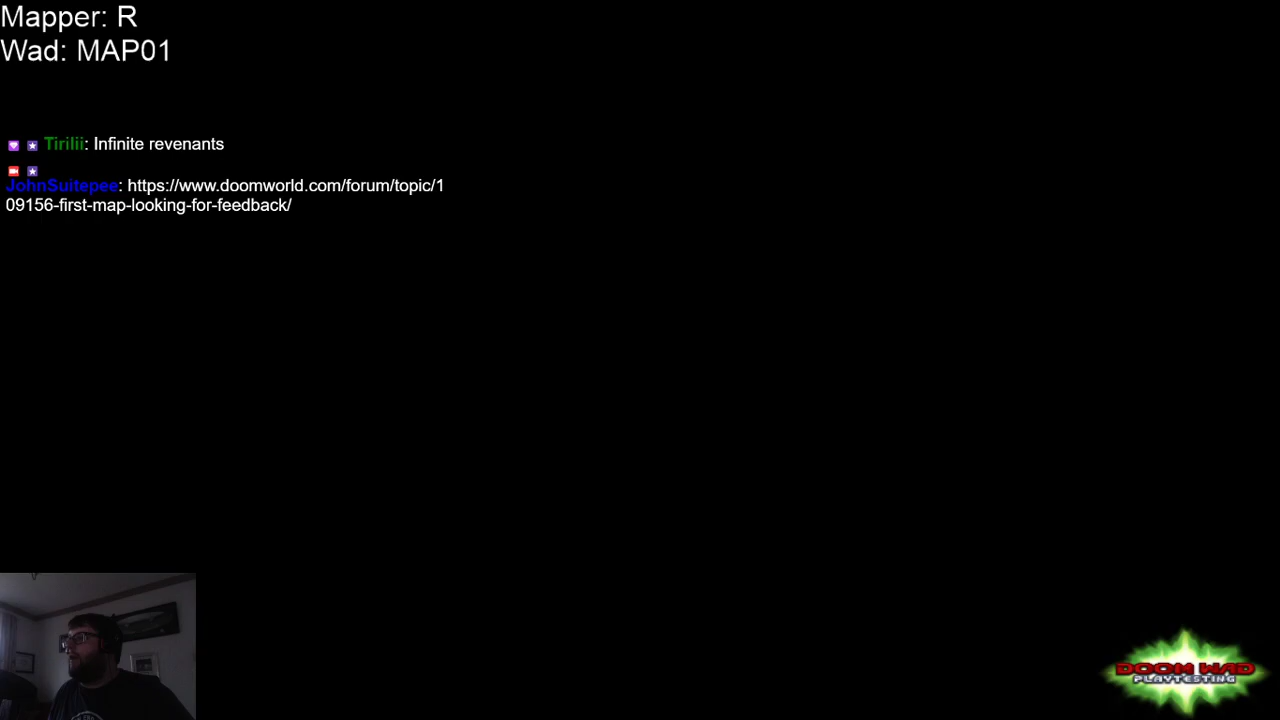 Mapper: R
Wad: MAP01
Tirilii: Infinite revenants
JohnSuitepee: https://www.doomworld.com/forum/topic/1
09156-first-map-looking-for-feedback/
DOOM WAD
PLAYTESTING